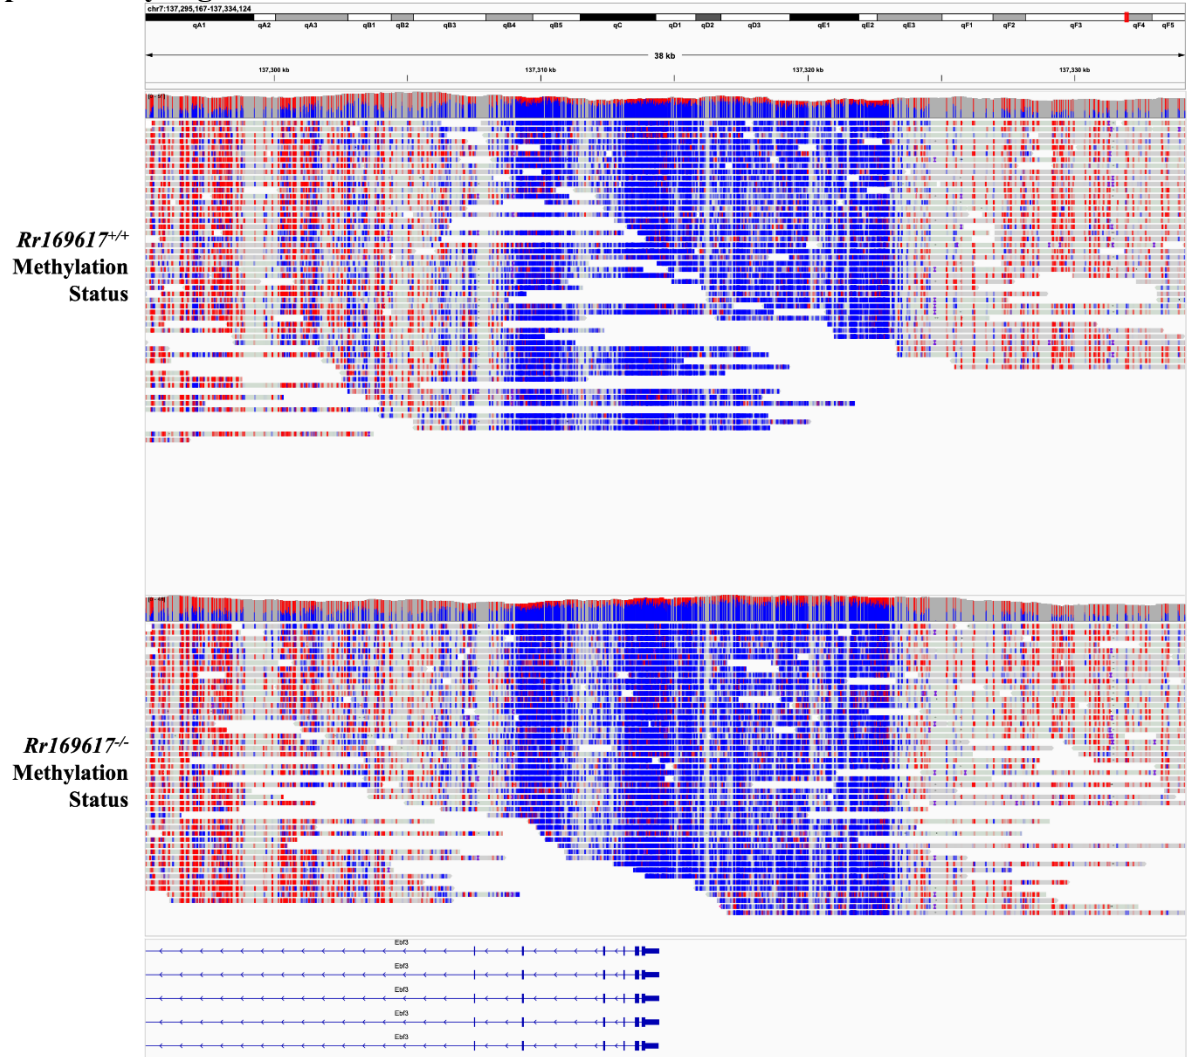 chr7:137,295,167-137,334,124
qA1 qA2 qA3 qB1 qB2 qB3 qB4 qB5 qC qD1 qD2 qD3 qE1 qE2 qE3 qF1 qF2 qF3 qF4 qF5
38 kb
137,300 kb 137,310 kb 137,320 kb 137,330 kb
Rr169617+/+
Methylation
Status
Rr169617-/-
Methylation
Status
Ebf3
Ebf3
Ebf3
Ebf3
Ebf3